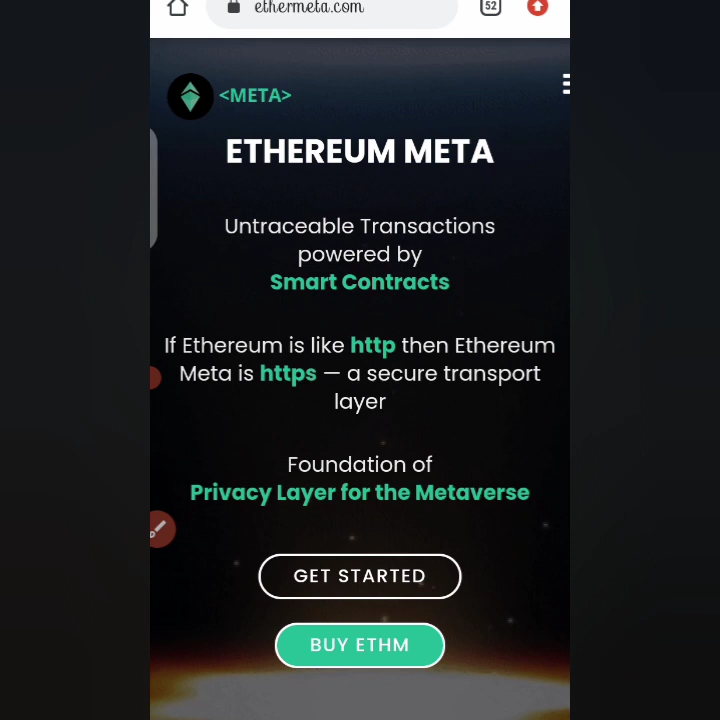 ethermeta.com
52
<META>
ETHEREUM META
Untraceable Transactions
powered by
Smart Contracts
If Ethereum is like http then Ethereum
Meta is https — a secure transport
layer
Foundation of
Privacy Layer for the Metaverse
GET STARTED
BUY ETHM